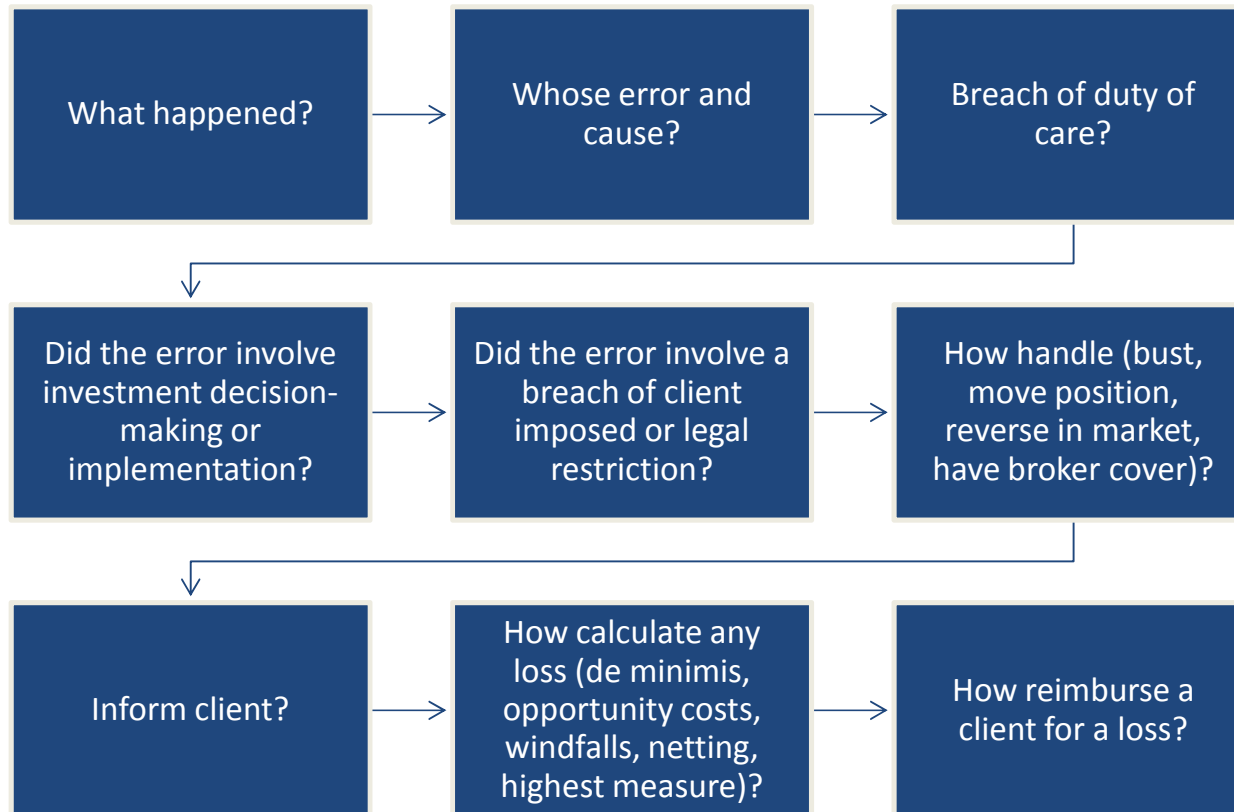 What happened?
Whose error and
cause?
Breach of duty of
care?
Did the error involve
investment decision-
making or
implementation?
Did the error involve a
breach of client
imposed or legal
restriction?
How handle (bust,
move position,
reverse in market,
have broker cover)?
Inform client?
How calculate any
loss (de minimis,
opportunity costs,
windfalls, netting,
highest measure)?
How reimburse a
client for a loss?